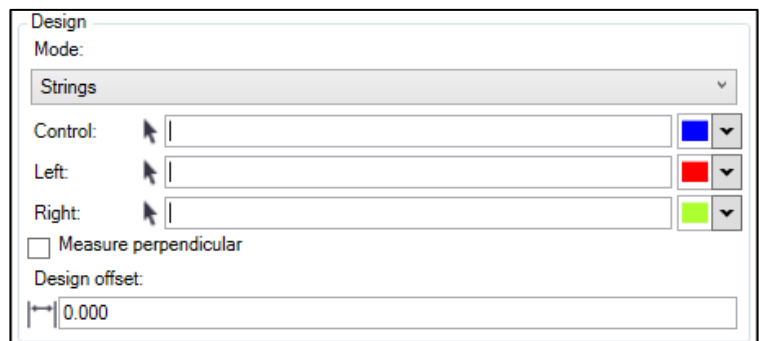 Design
Mode:
Strings
Control:
Left:
Right:
Measure perpendicular
Design offset:
0.000